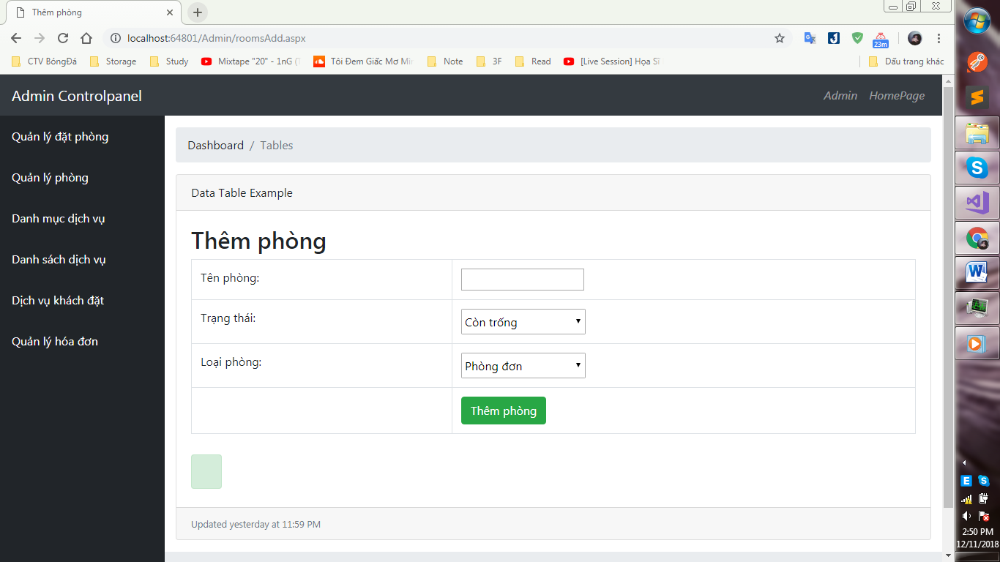 Thêm phòng
localhost:64801/Admin/roomsAdd.aspx
23m
CTV BóngĐá
Storage
Study
Mixtape "20" - 1nG (
Tôi Đem Giấc Mơ
Note
3F
Read
[Live Session] Họa Sĩ
Dấu trang khác
Admin Controlpanel
Admin
HomePage
Quản lý đặt phòng
Quản lý phòng
Danh mục dịch vụ
Danh sách dịch vụ
Dịch vụ khách đặt
Quản lý hóa đơn
Dashboard / Tables
Data Table Example
Thêm phòng
Tên phòng:
Trạng thái:
Còn trống
Loại phòng:
Phòng đơn
Thêm phòng
Updated yesterday at 11:59 PM
2:50 PM
12/11/2018